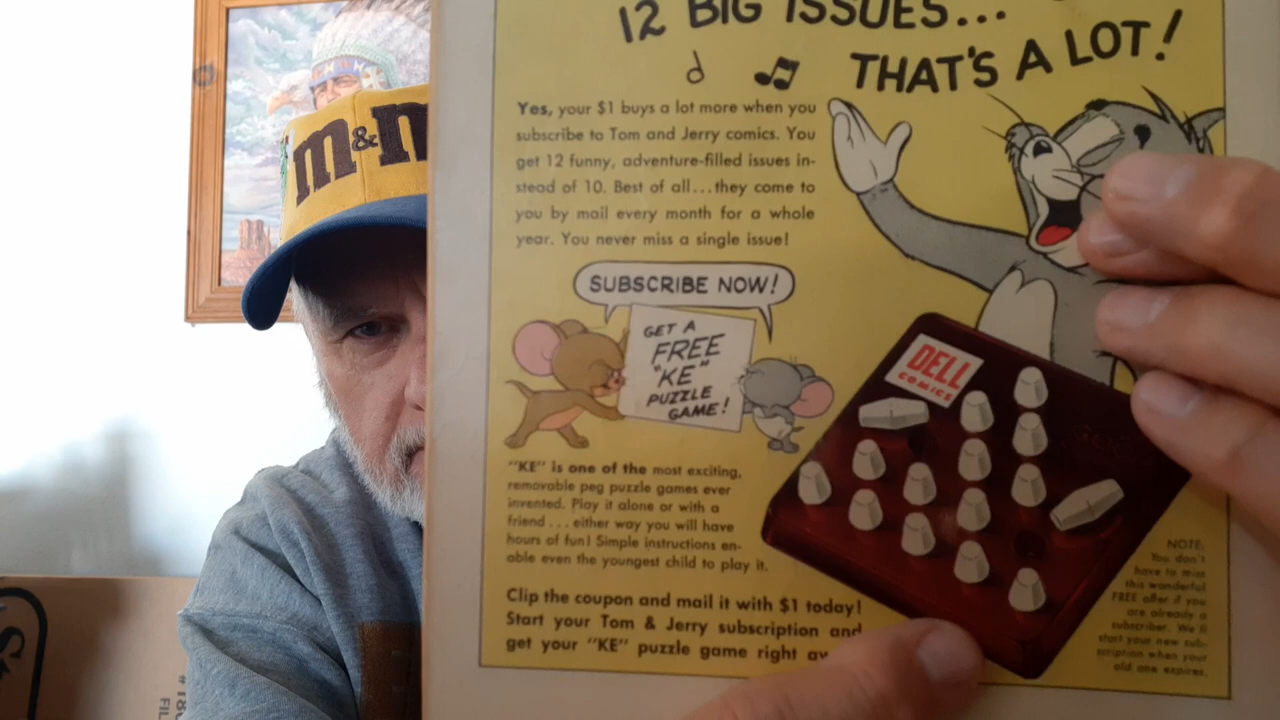 12 BIG ISSUES...
THAT'S A LOT!
m&m
Yes, your $1 buys a lot more when you
subscribe to Tom and Jerry comics. You
get 12 funny, adventure-filled issues in-
stead of 10. Best of all...they come to
you by mail every month for a whole
year. You never miss a single issue!
SUBSCRIBE NOW!
GET A
FREE
"KE"
PUZZLE
GAME!
DELL
COMICS
"KE" is one of the most exciting,
removable peg puzzle games ever
invented. Play it alone or with a
friend...either way you will have
hours of fun! Simple instructions en-
able even the youngest child to play it.
Clip the coupon and mail it with $1 today!
Start your Tom & Jerry subscription and
get your "KE" puzzle game right
NOTE:
You don't
have to miss
this wonderful
FREE offer if you
are already a
subscriber. We'll
start your new sub-
scription when your
old one expires.